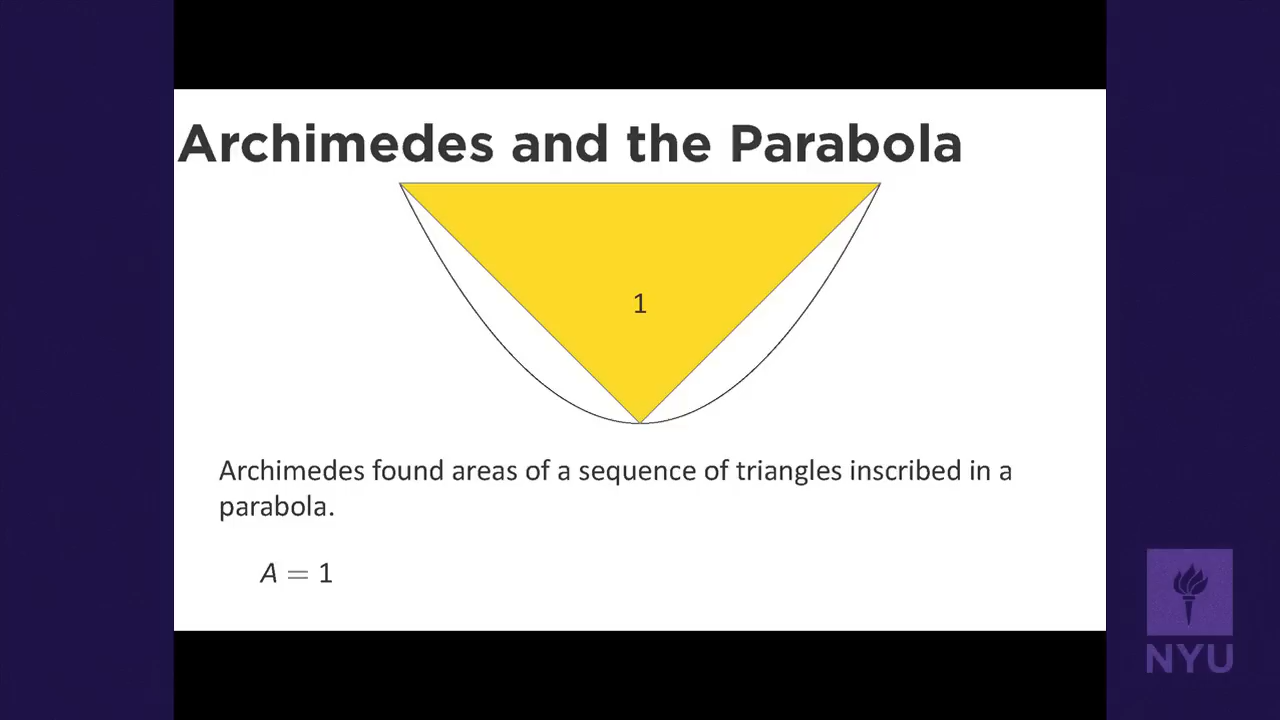 Archimedes and the Parabola
1
Archimedes found areas of a sequence of triangles inscribed in a
parabola.
A = 1
NYU